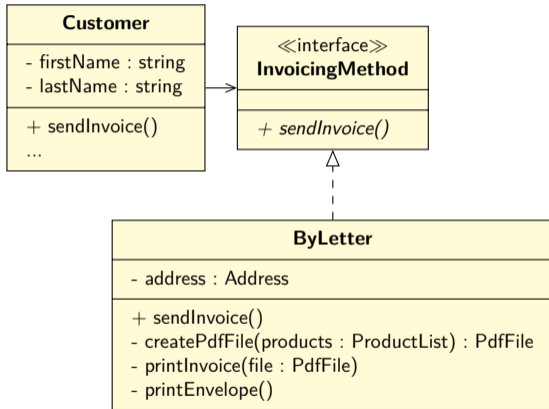 Customer
- firstName : string
- lastName : string
+ sendInvoice()
...
≪interface≫
InvoicingMethod
+ sendInvoice()
ByLetter
- address : Address
+ sendInvoice()
- createPdfFile(products : ProductList) : PdfFile
- printInvoice(file : PdfFile)
- printEnvelope()